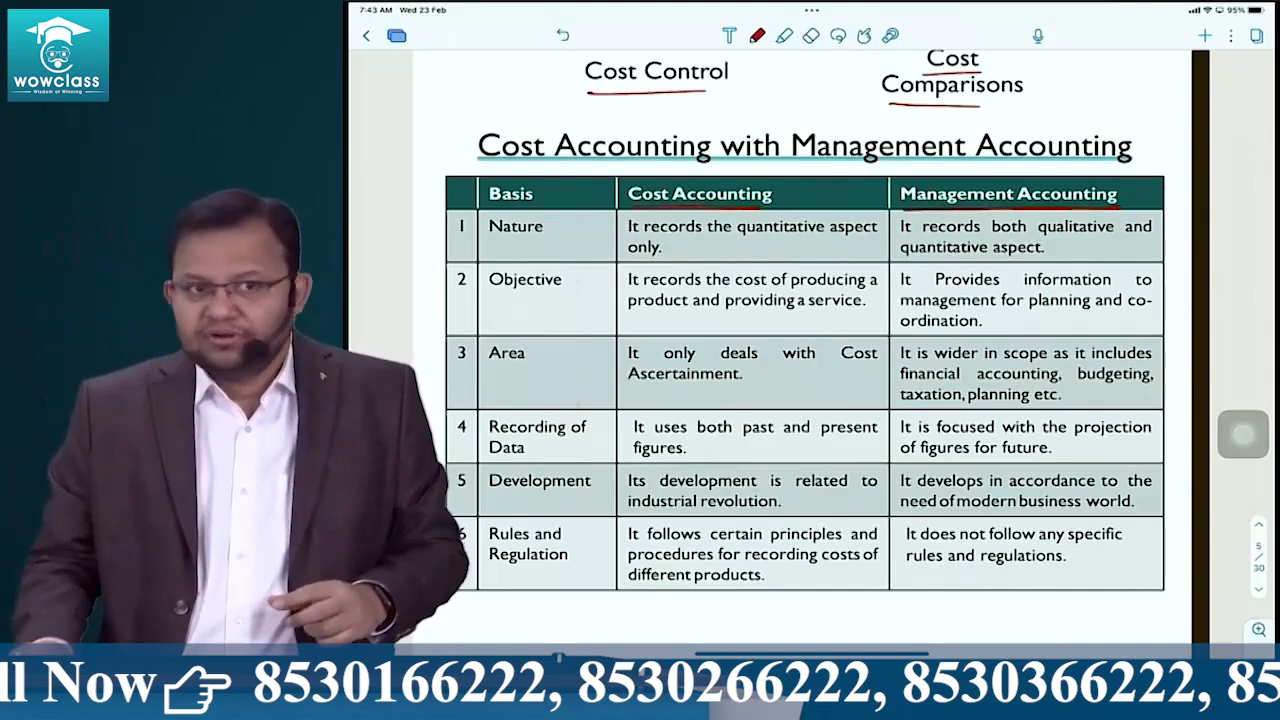 7:43 AM Wed 23 Feb
95%
wowclass
Wisdom of Winning
T
Cost Control
Cost
Comparisons
Cost Accounting with Management Accounting
Basis Cost Accounting Management Accounting
1 Nature It records the quantitative aspect only. It records both qualitative and quantitative aspect.
2 Objective It records the cost of producing a product and providing a service. It Provides information to management for planning and co-ordination.
3 Area It only deals with Cost Ascertainment. It is wider in scope as it includes financial accounting, budgeting, taxation, planning etc.
4 Recording of Data It uses both past and present figures. It is focused with the projection of figures for future.
5 Development Its development is related to industrial revolution. It develops in accordance to the need of modern business world.
6 Rules and Regulation It follows certain principles and procedures for recording costs of different products. It does not follow any specific rules and regulations.
5
/
30
ll Now 8530166222, 8530266222, 8530366222, 85